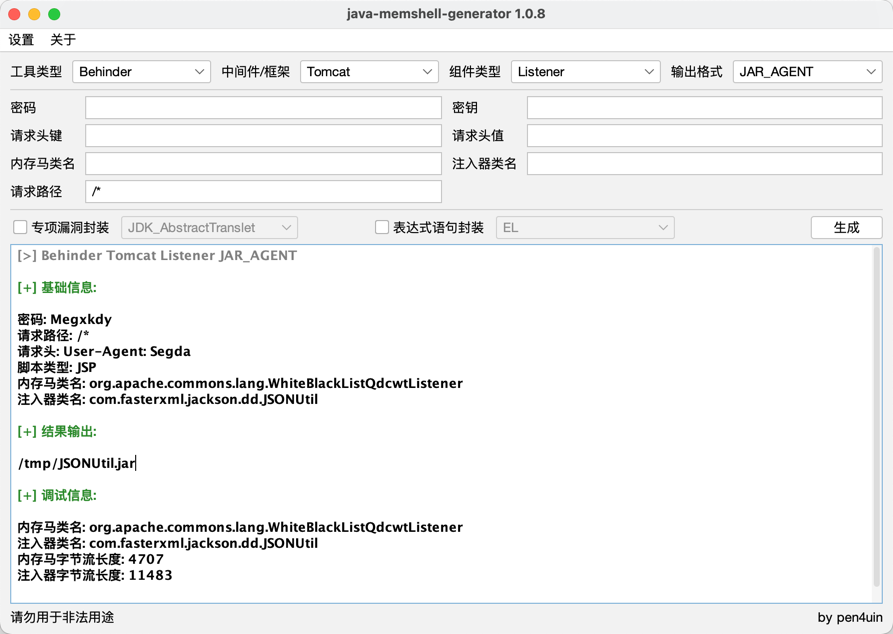 java-memshell-generator 1.0.8
设置 关于
工具类型 Behinder 中间件/框架 Tomcat 组件类型 Listener 输出格式 JAR_AGENT
密码 密钥
请求头键 请求头值
内存马类名 注入器类名
请求路径 /*
专项漏洞封装 JDK_AbstractTranslet 表达式语句封装 EL 生成
[>] Behinder Tomcat Listener JAR_AGENT
[+] 基础信息:
密码: Megxkdy
请求路径: /*
请求头: User-Agent: Segda
脚本类型: JSP
内存马类名: org.apache.commons.lang.WhiteBlackListQdcwtListener
注入器类名: com.fasterxml.jackson.dd.JSONUtil
[+] 结果输出:
/tmp/JSONUtil.jar
[+] 调试信息:
内存马类名: org.apache.commons.lang.WhiteBlackListQdcwtListener
注入器类名: com.fasterxml.jackson.dd.JSONUtil
内存马字节流长度: 4707
注入器字节流长度: 11483
请勿用于非法用途 by pen4uin